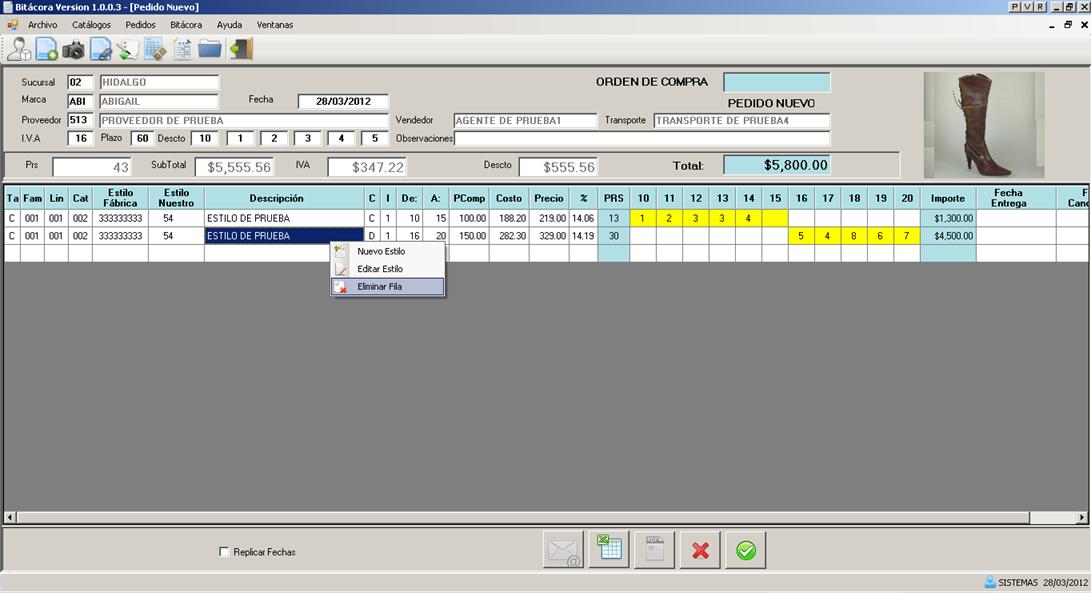 Bitácora Version 1.0.0.3 - [Pedido Nuevo] P V R
Archivo Catálogos Pedidos Bitácora Ayuda Ventanas
Sucursal 02 HIDALGO ORDEN DE COMPRA
Marca ABI ABIGAIL Fecha 28/03/2012 PEDIDO NUEVO
Proveedor 513 PROVEEDOR DE PRUEBA Vendedor AGENTE DE PRUEBA1 Transporte TRANSPORTE DE PRUEBA4
I.V.A 16 Plazo 60 Descto 10 1 2 3 4 5 Observaciones
Prs 43 SubTotal $5,555.56 IVA $347.22 Descto $555.56 Total: $5,800.00
Ta Fam Lin Cat Estilo Fábrica Estilo Nuestro Descripción C I De: A: PComp Costo Precio % PRS 10 11 12 13 14 15 16 17 18 19 20 Importe Fecha Entrega F Canc
C 001 001 002 333333333 54 ESTILO DE PRUEBA C 1 10 15 100.00 188.20 219.00 14.06 13 1 2 3 3 4 $1,300.00
C 001 001 002 333333333 54 ESTILO DE PRUEBA D 1 16 20 150.00 282.30 329.00 14.19 30 5 4 8 6 7 $4,500.00
Nuevo Estilo
Editar Estilo
Eliminar Fila
Replicar Fechas
SISTEMAS 28/03/2012